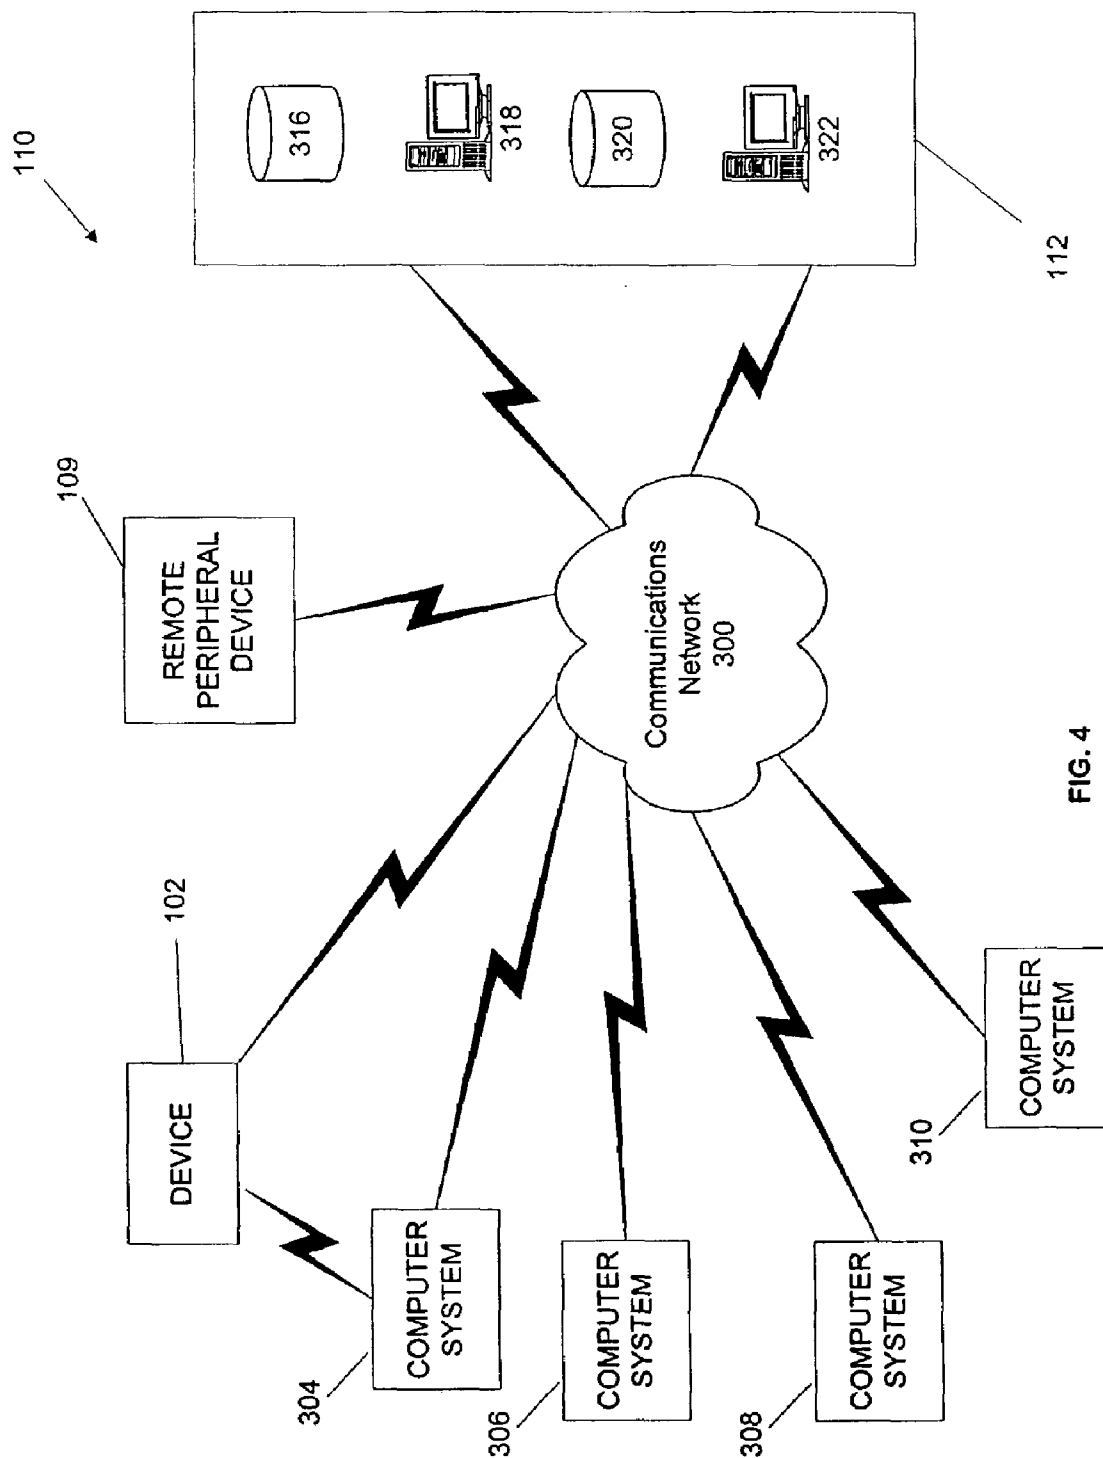 110
316
318
320
322
112
109
REMOTE
PERIPHERAL
DEVICE
Communications
Network
300
102
DEVICE
304
COMPUTER
SYSTEM
306
COMPUTER
SYSTEM
308
COMPUTER
SYSTEM
310
COMPUTER
SYSTEM
FIG. 4